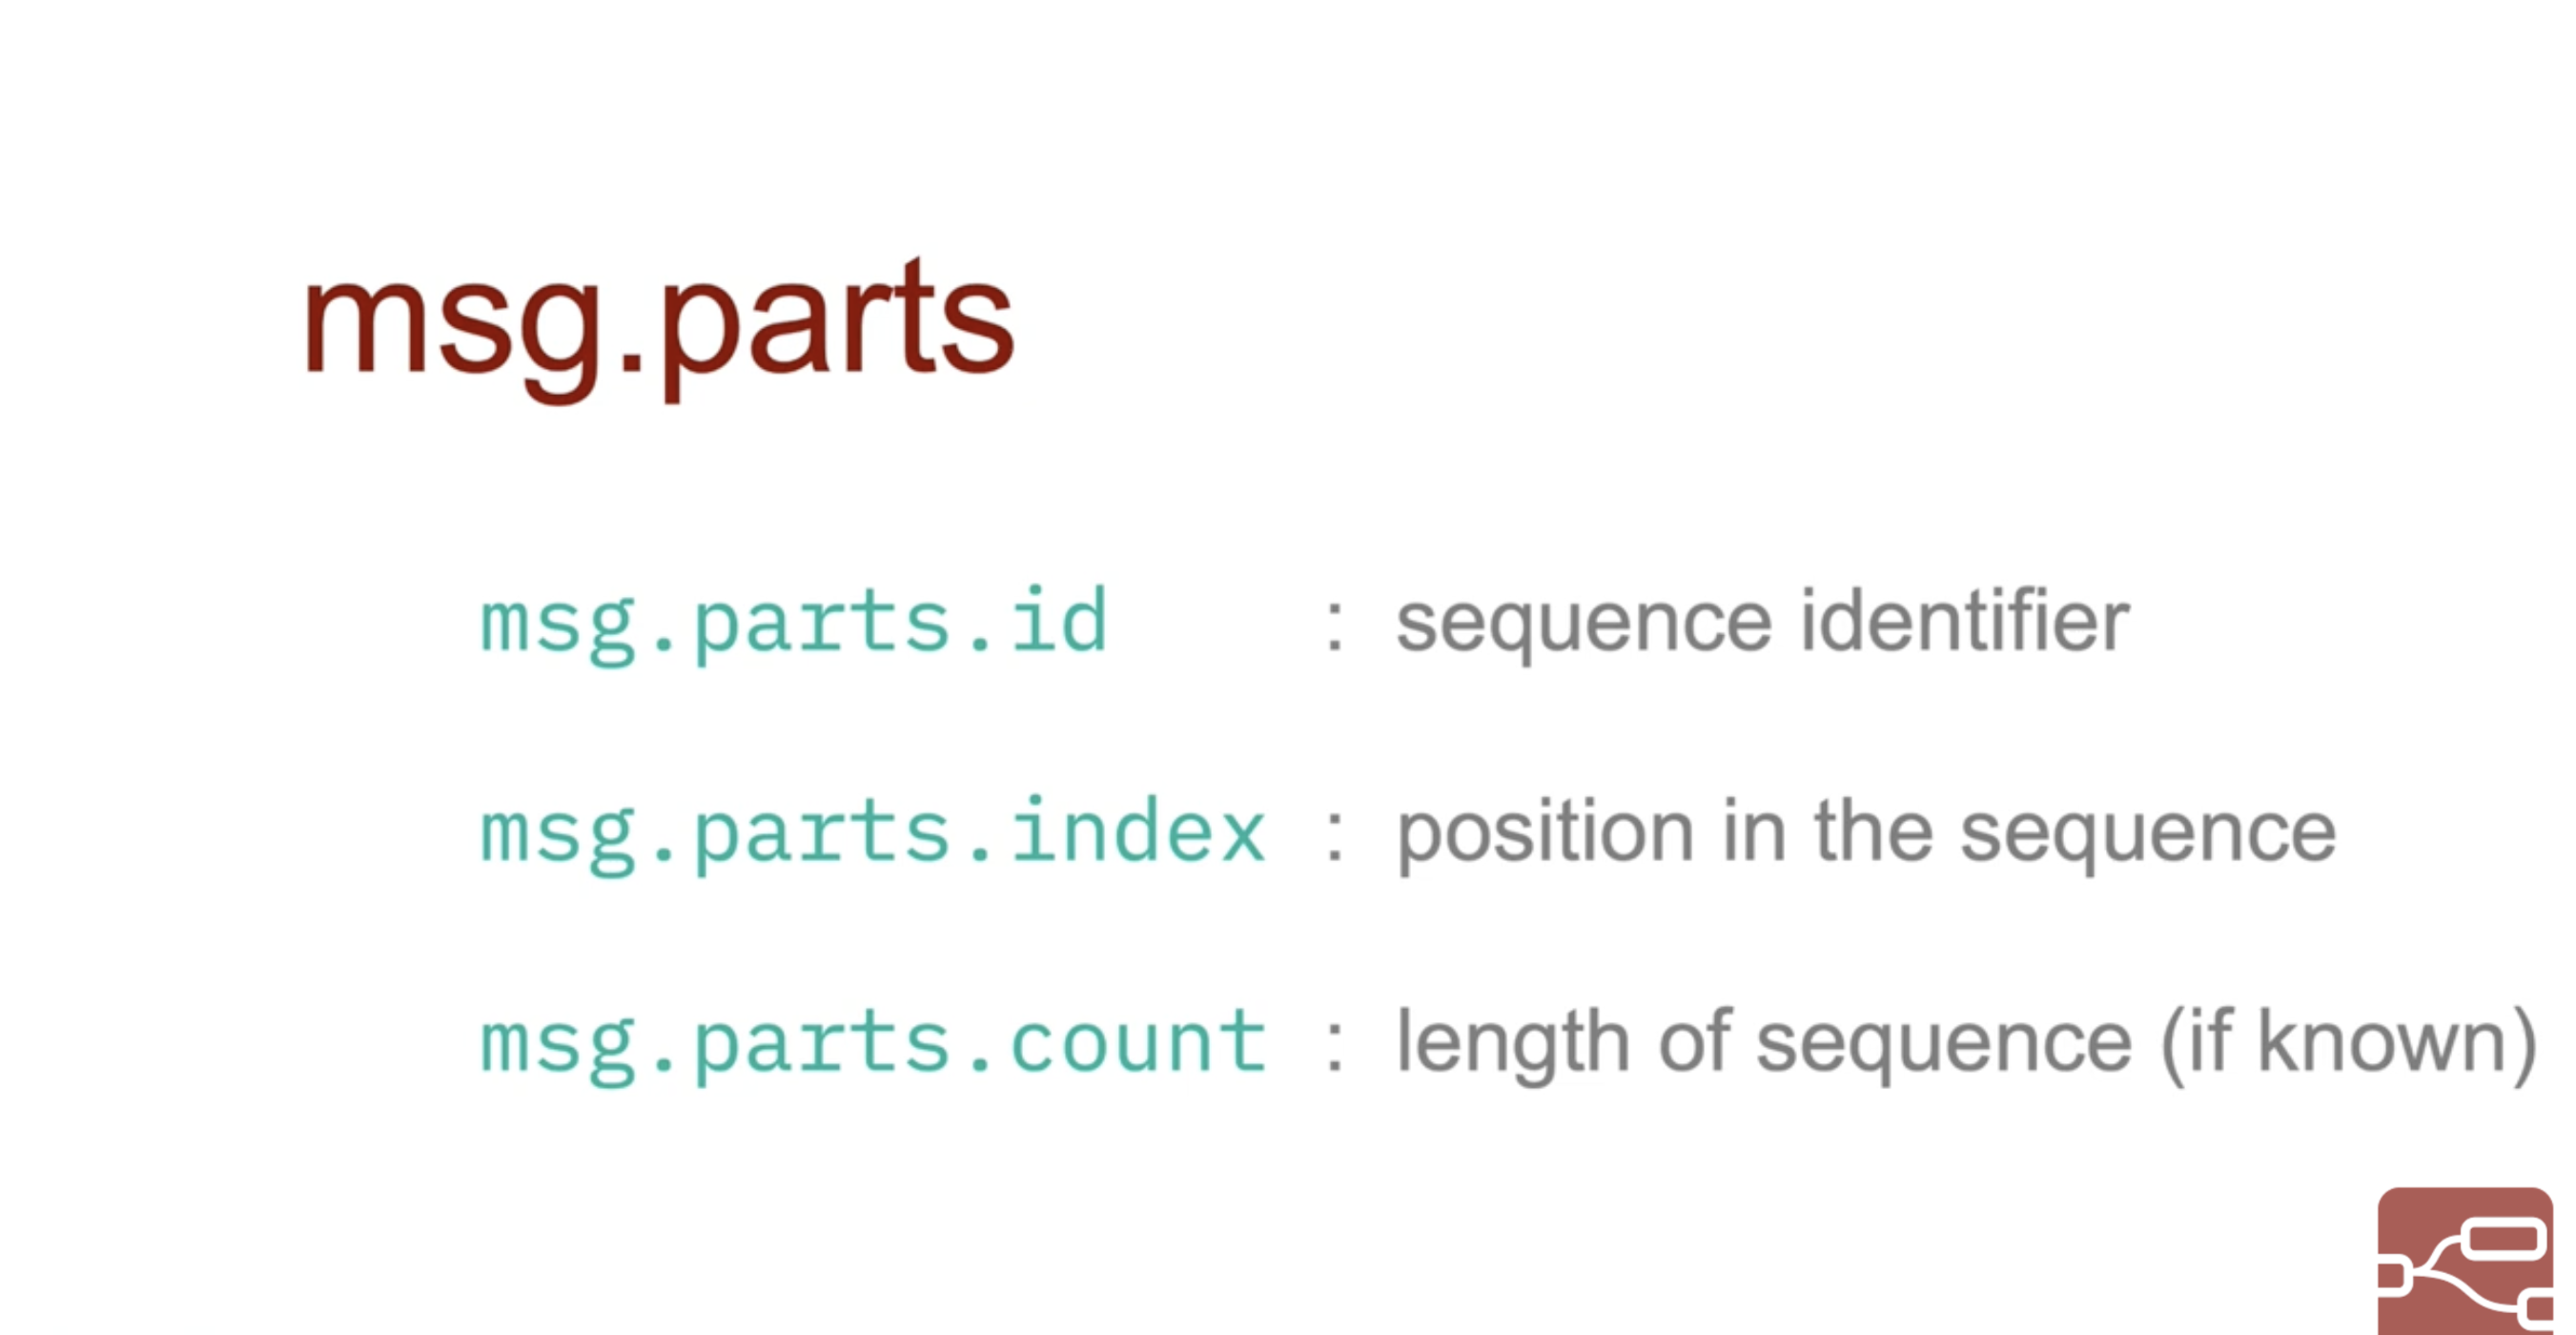 msg.parts
msg.parts.id : sequence identifier
msg.parts.index : position in the sequence
msg.parts.count : length of sequence (if known)